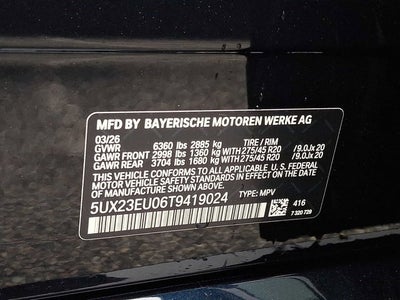 MFD BY BAYERISCHE MOTOREN WERKE AG
03/26
GVWR 6360 lbs 2885 kg TIRE / RIM
GAWR FRONT 2998 lbs 1360 kg WITH 275/45 R20 / 9.0Jx 20
GAWR REAR 3704 lbs 1680 kg WITH 275/45 R20 / 9.0Jx 20
THIS VEHICLE CONFORMS TO ALL APPLICABLE U.S. FEDERAL
MOTOR VEHICLE SAFETY STANDARDS IN EFFECT ON THE DATE
OF MANUFACTURE SHOWN ABOVE.
5UX23EU06T9419024 TYPE: MPV 416
7 320 729